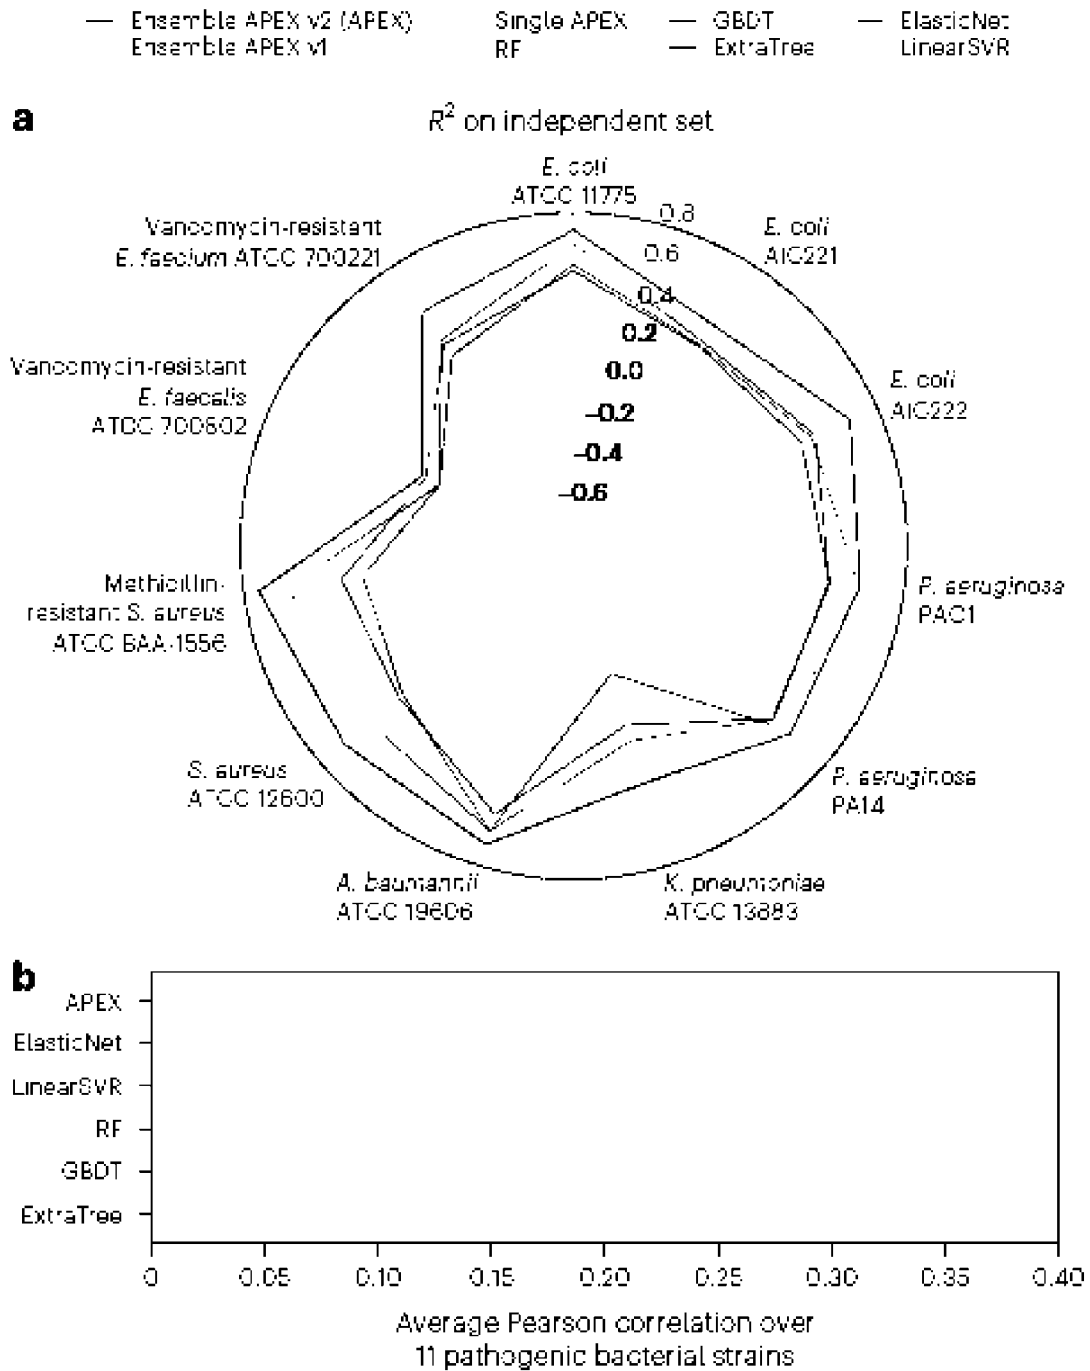 Ensemble APEX v2 (APEX) Single APEX GBDT ElasticNet
Ensemble APEX v1 RF ExtraTree LinearSVR
a
R² on independent set
E. coli
ATCC 11775
0.8
Vancomycin-resistant
E. faecium ATCC 700221
E. coli
AIC221
0.6
0.4
0.2
0.0
-0.2
-0.4
-0.6
Vancomycin-resistant
E. faecalis
ATCC 700802
E. coli
AIC222
Methicillin-
resistant S. aureus
ATCC BAA-1556
P. aeruginosa
PAO1
S. aureus
ATCC 12600
P. aeruginosa
PA14
A. baumannii
ATCC 19606
K. pneumoniae
ATCC 13883
b
APEX
ElasticNet
LinearSVR
RF
GBDT
ExtraTree
0 0.05 0.10 0.15 0.20 0.25 0.30 0.35 0.40
Average Pearson correlation over
11 pathogenic bacterial strains